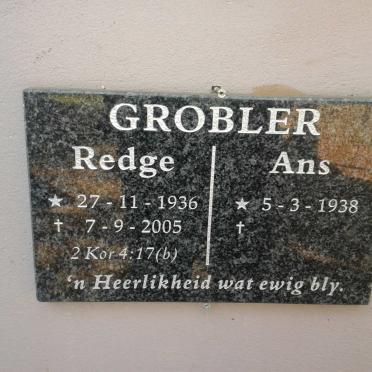 GROBLER
Redge Ans
★ 27 - 11 - 1936 ★ 5 - 3 - 1938
† 7 - 9 - 2005 †
2 Kor 4:17(b)
'n Heerlikheid wat ewig bly.